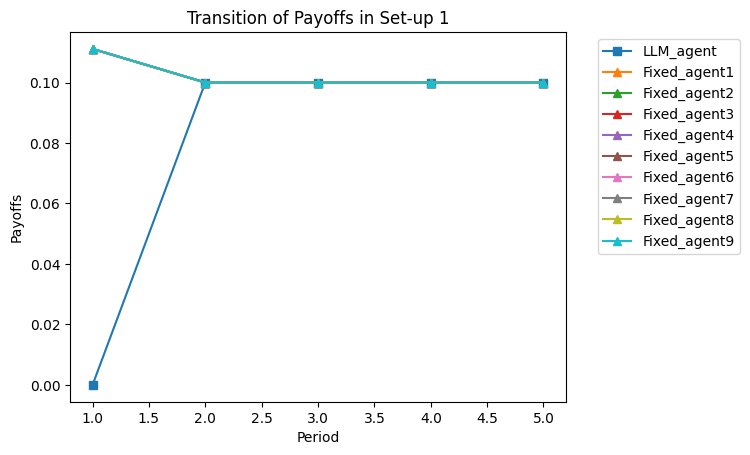 Transition of Payoffs in Set-up 1
Payoffs
0.10
0.08
0.06
0.04
0.02
0.00
1.0 1.5 2.0 2.5 3.0 3.5 4.0 4.5 5.0
Period
LLM_agent
Fixed_agent1
Fixed_agent2
Fixed_agent3
Fixed_agent4
Fixed_agent5
Fixed_agent6
Fixed_agent7
Fixed_agent8
Fixed_agent9